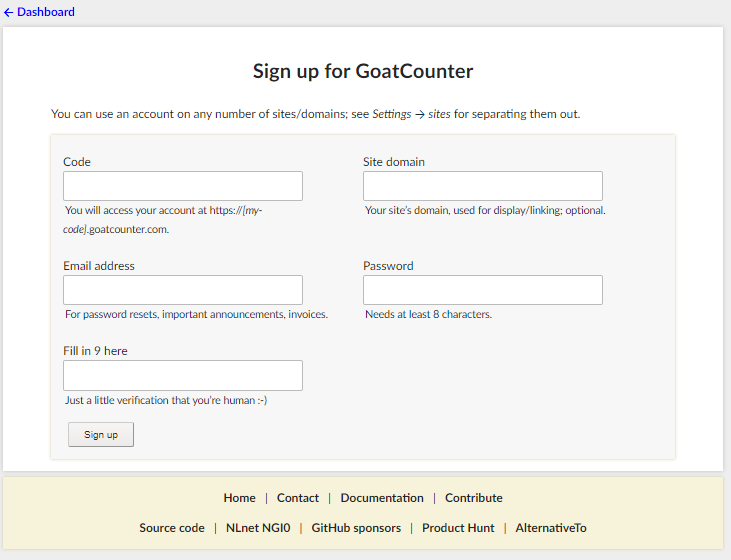 ← Dashboard
Sign up for GoatCounter
You can use an account on any number of sites/domains; see Settings → sites for separating them out.
Code
Site domain
You will access your account at https://[my-
code].goatcounter.com.
Your site's domain, used for display/linking; optional.
Email address
Password
For password resets, important announcements, invoices.
Needs at least 8 characters.
Fill in 9 here
Just a little verification that you're human :-)
Sign up
Home | Contact | Documentation | Contribute
Source code | NLnet NGI0 | GitHub sponsors | Product Hunt | AlternativeTo